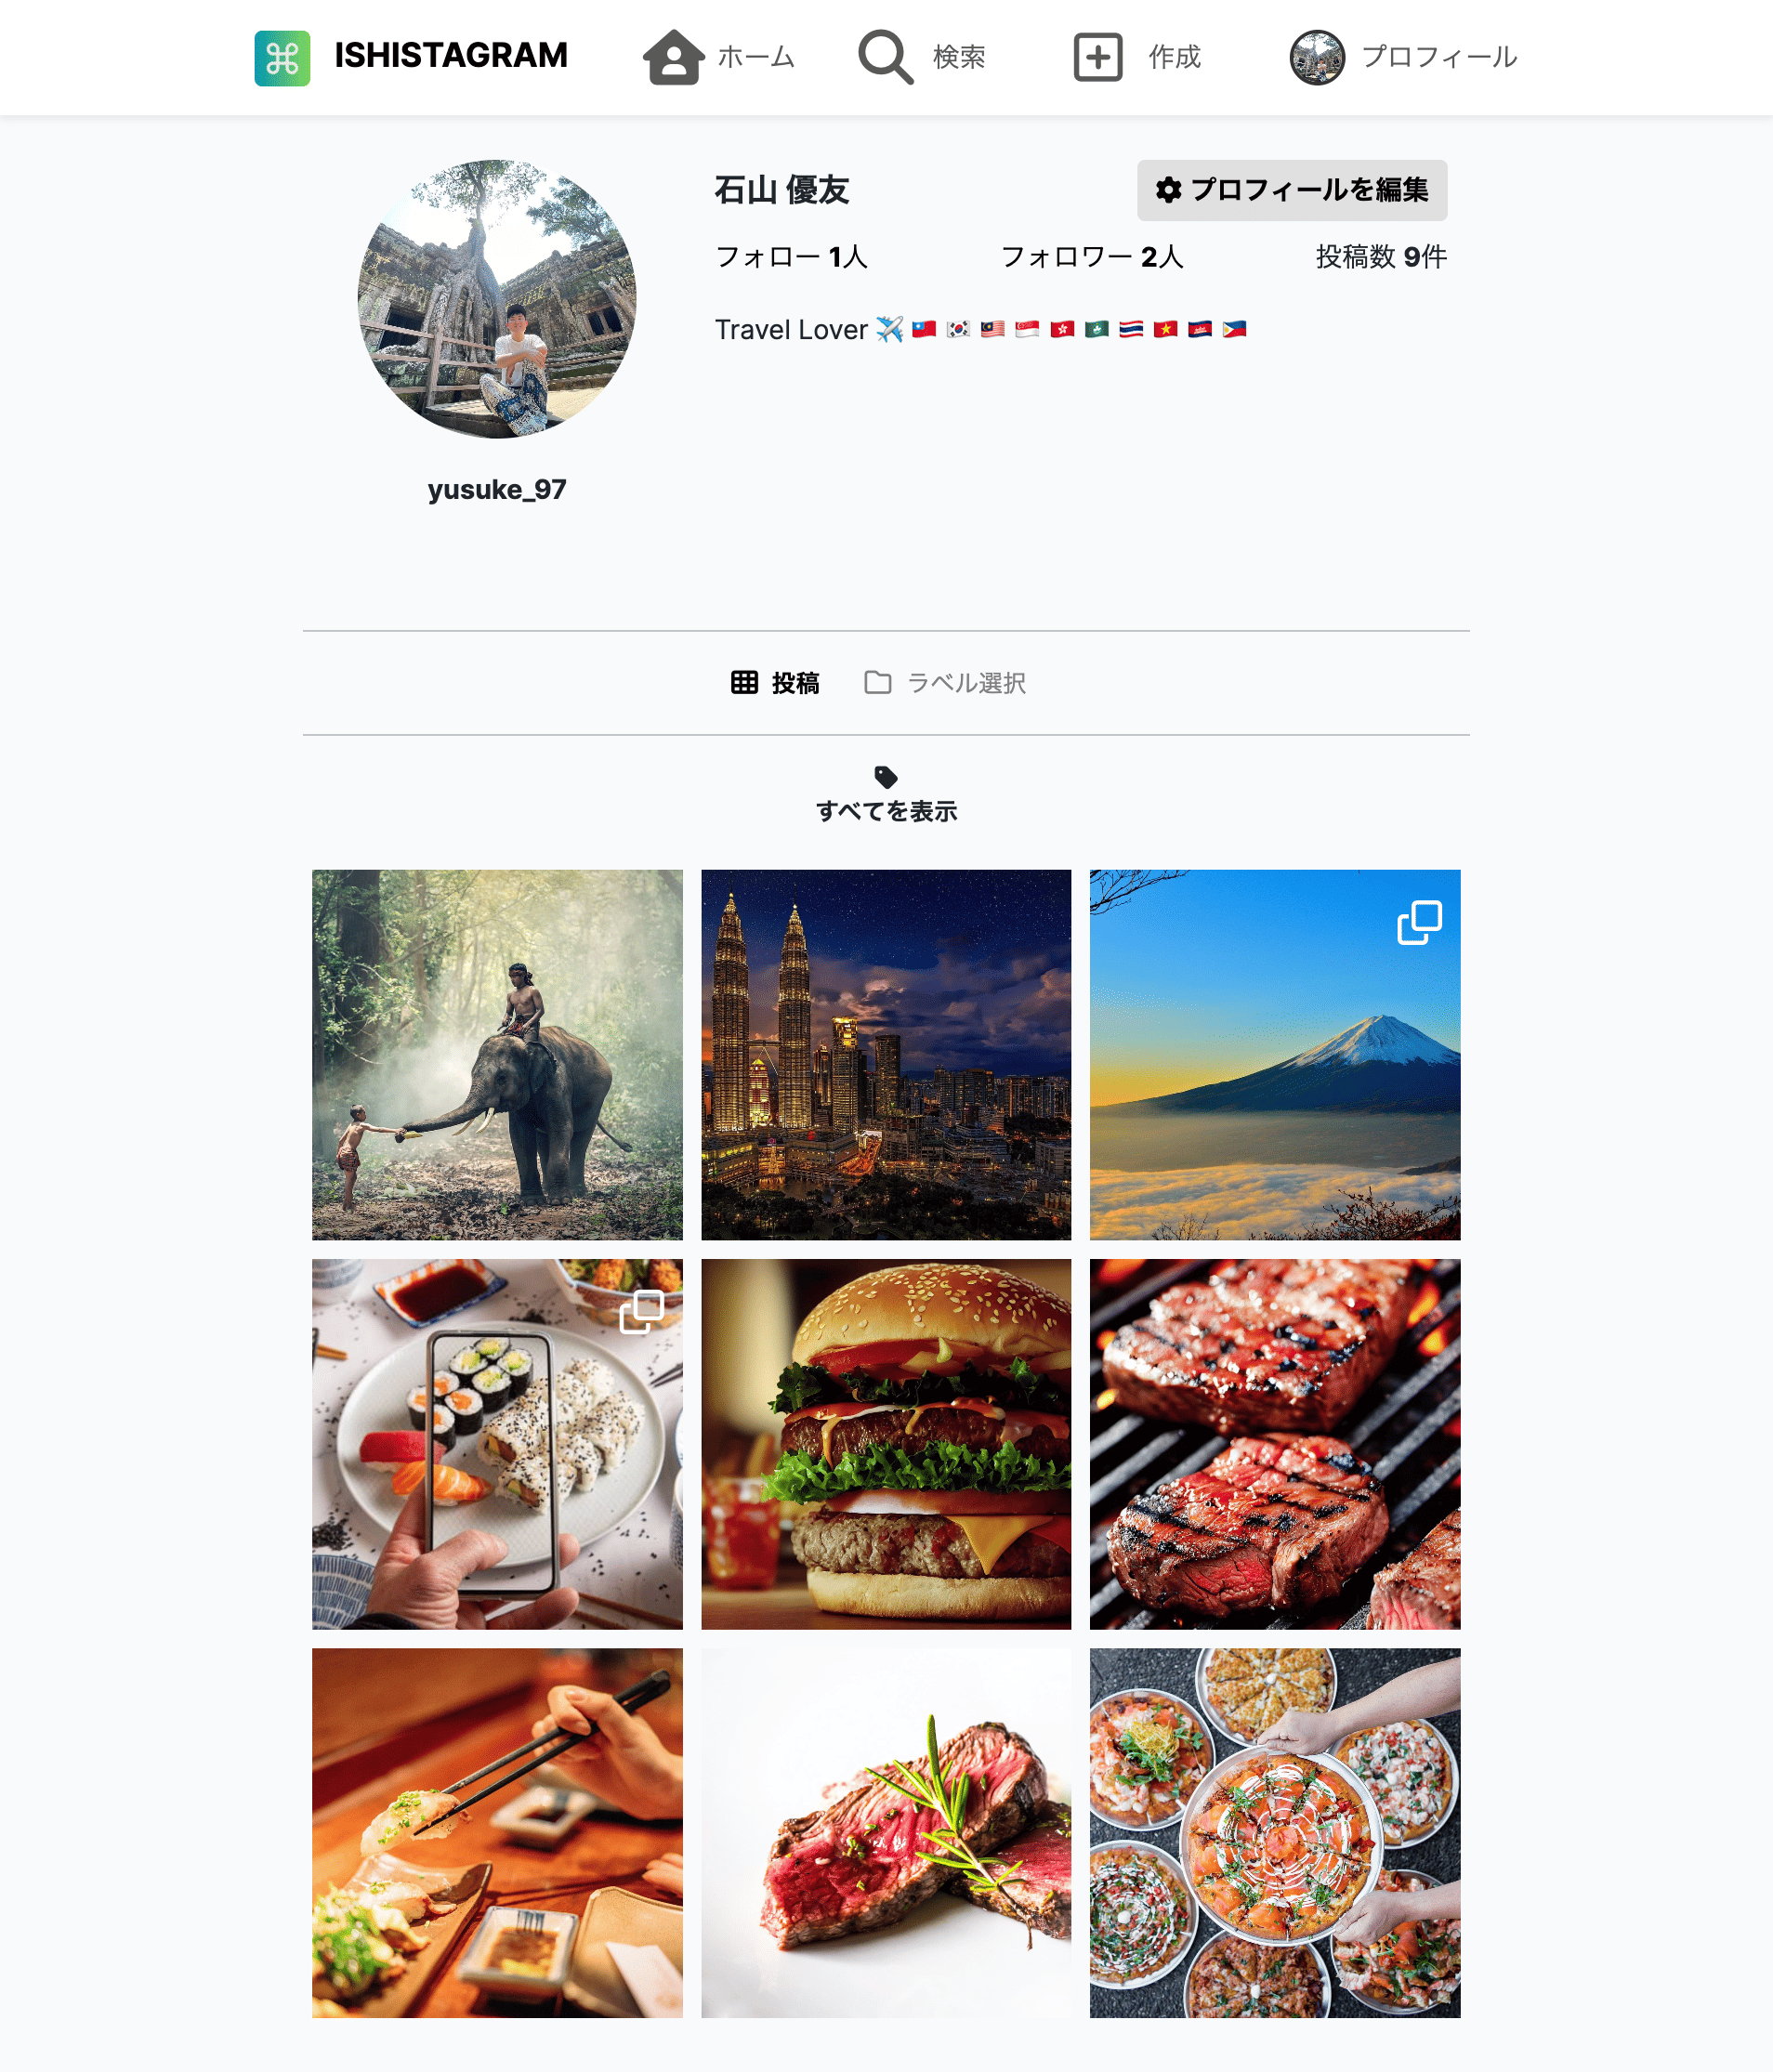 ISHISTAGRAM ホーム 検索 作成 プロフィール
石山 優友 プロフィールを編集
フォロー 1人 フォロワー 2人 投稿数 9件
Travel Lover ✈️ 🇹🇼 🇰🇷 🇲🇾 🇸🇬 🇭🇰 🇲🇴 🇹🇭 🇻🇳 🇰🇭 🇵🇭
yusuke_97
投稿 ラベル選択
すべてを表示